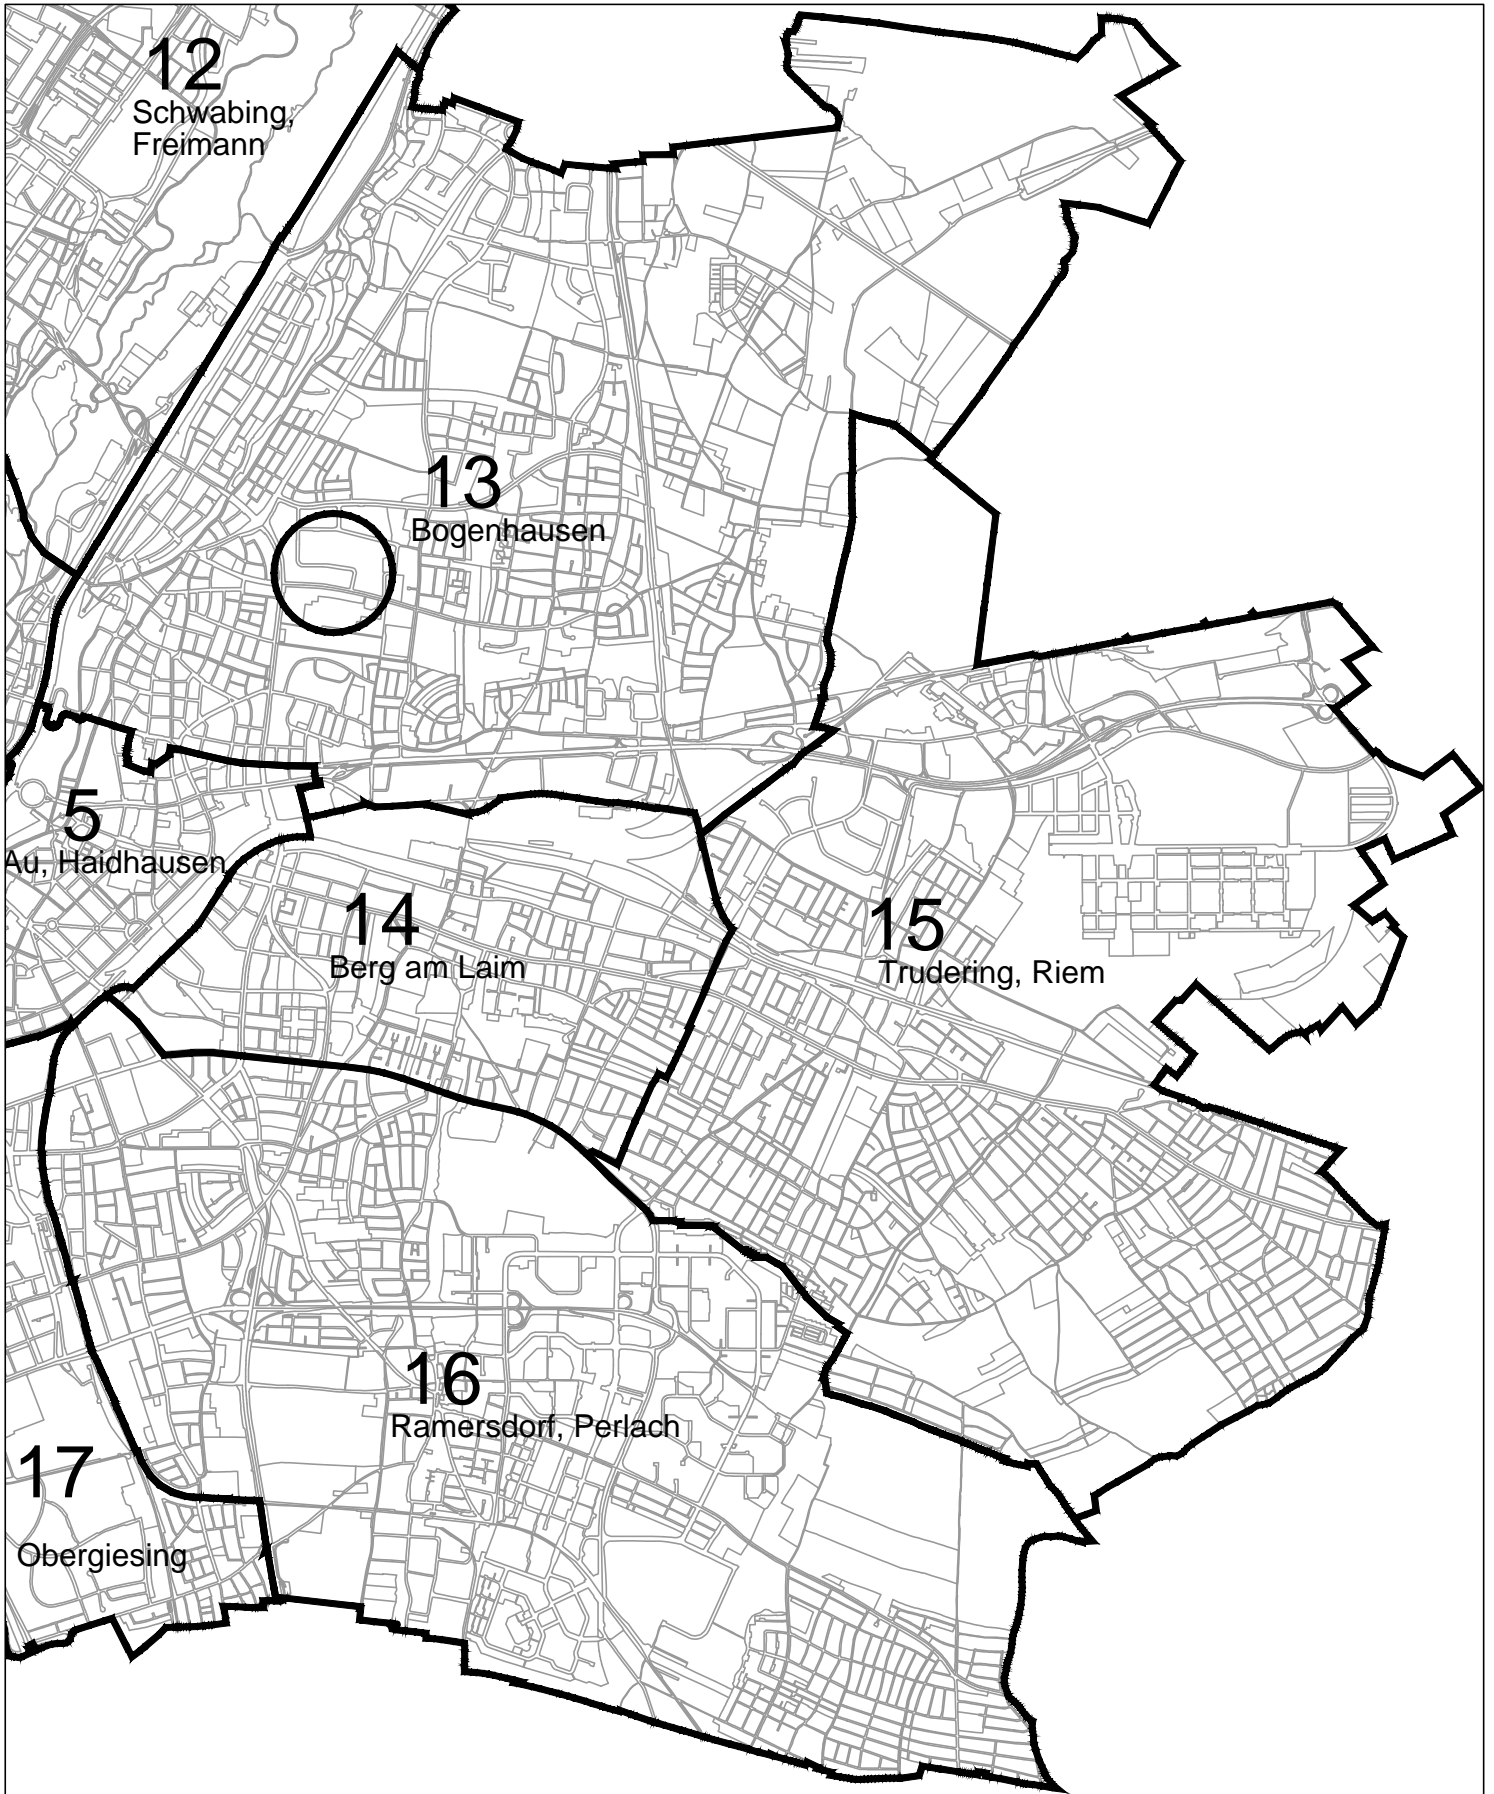 12
Schwabing,
Freimann
13
Bogenhausen
5
Au, Haidhausen
14
Berg am Laim
15
Trudering, Riem
16
Ramersdorf, Perlach
17
Obergiesing